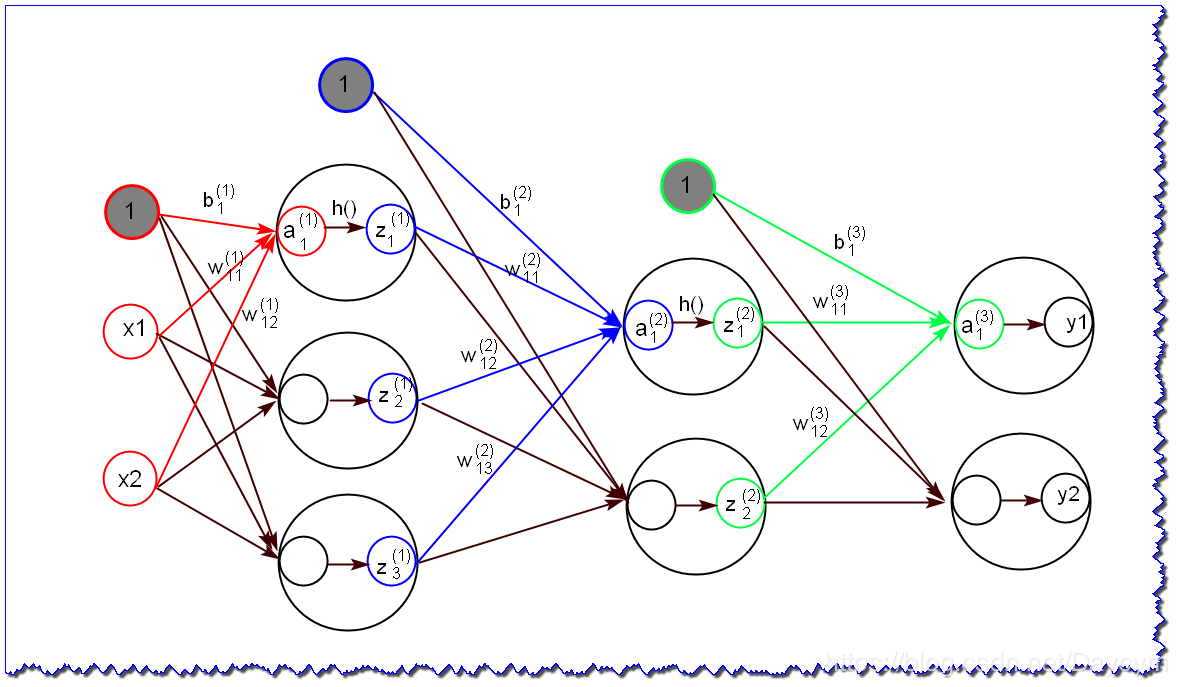 1
1
1
b₁⁽¹⁾
w₁₁⁽¹⁾
w₁₂⁽¹⁾
x1
x2
a₁⁽¹⁾
h()
z₁⁽¹⁾
z₂⁽¹⁾
z₃⁽¹⁾
b₁⁽²⁾
w₁₁⁽²⁾
w₁₂⁽²⁾
w₁₃⁽²⁾
a₁⁽²⁾
h()
z₁⁽²⁾
z₂⁽²⁾
b₁⁽³⁾
w₁₁⁽³⁾
w₁₂⁽³⁾
a₁⁽³⁾
y1
y2